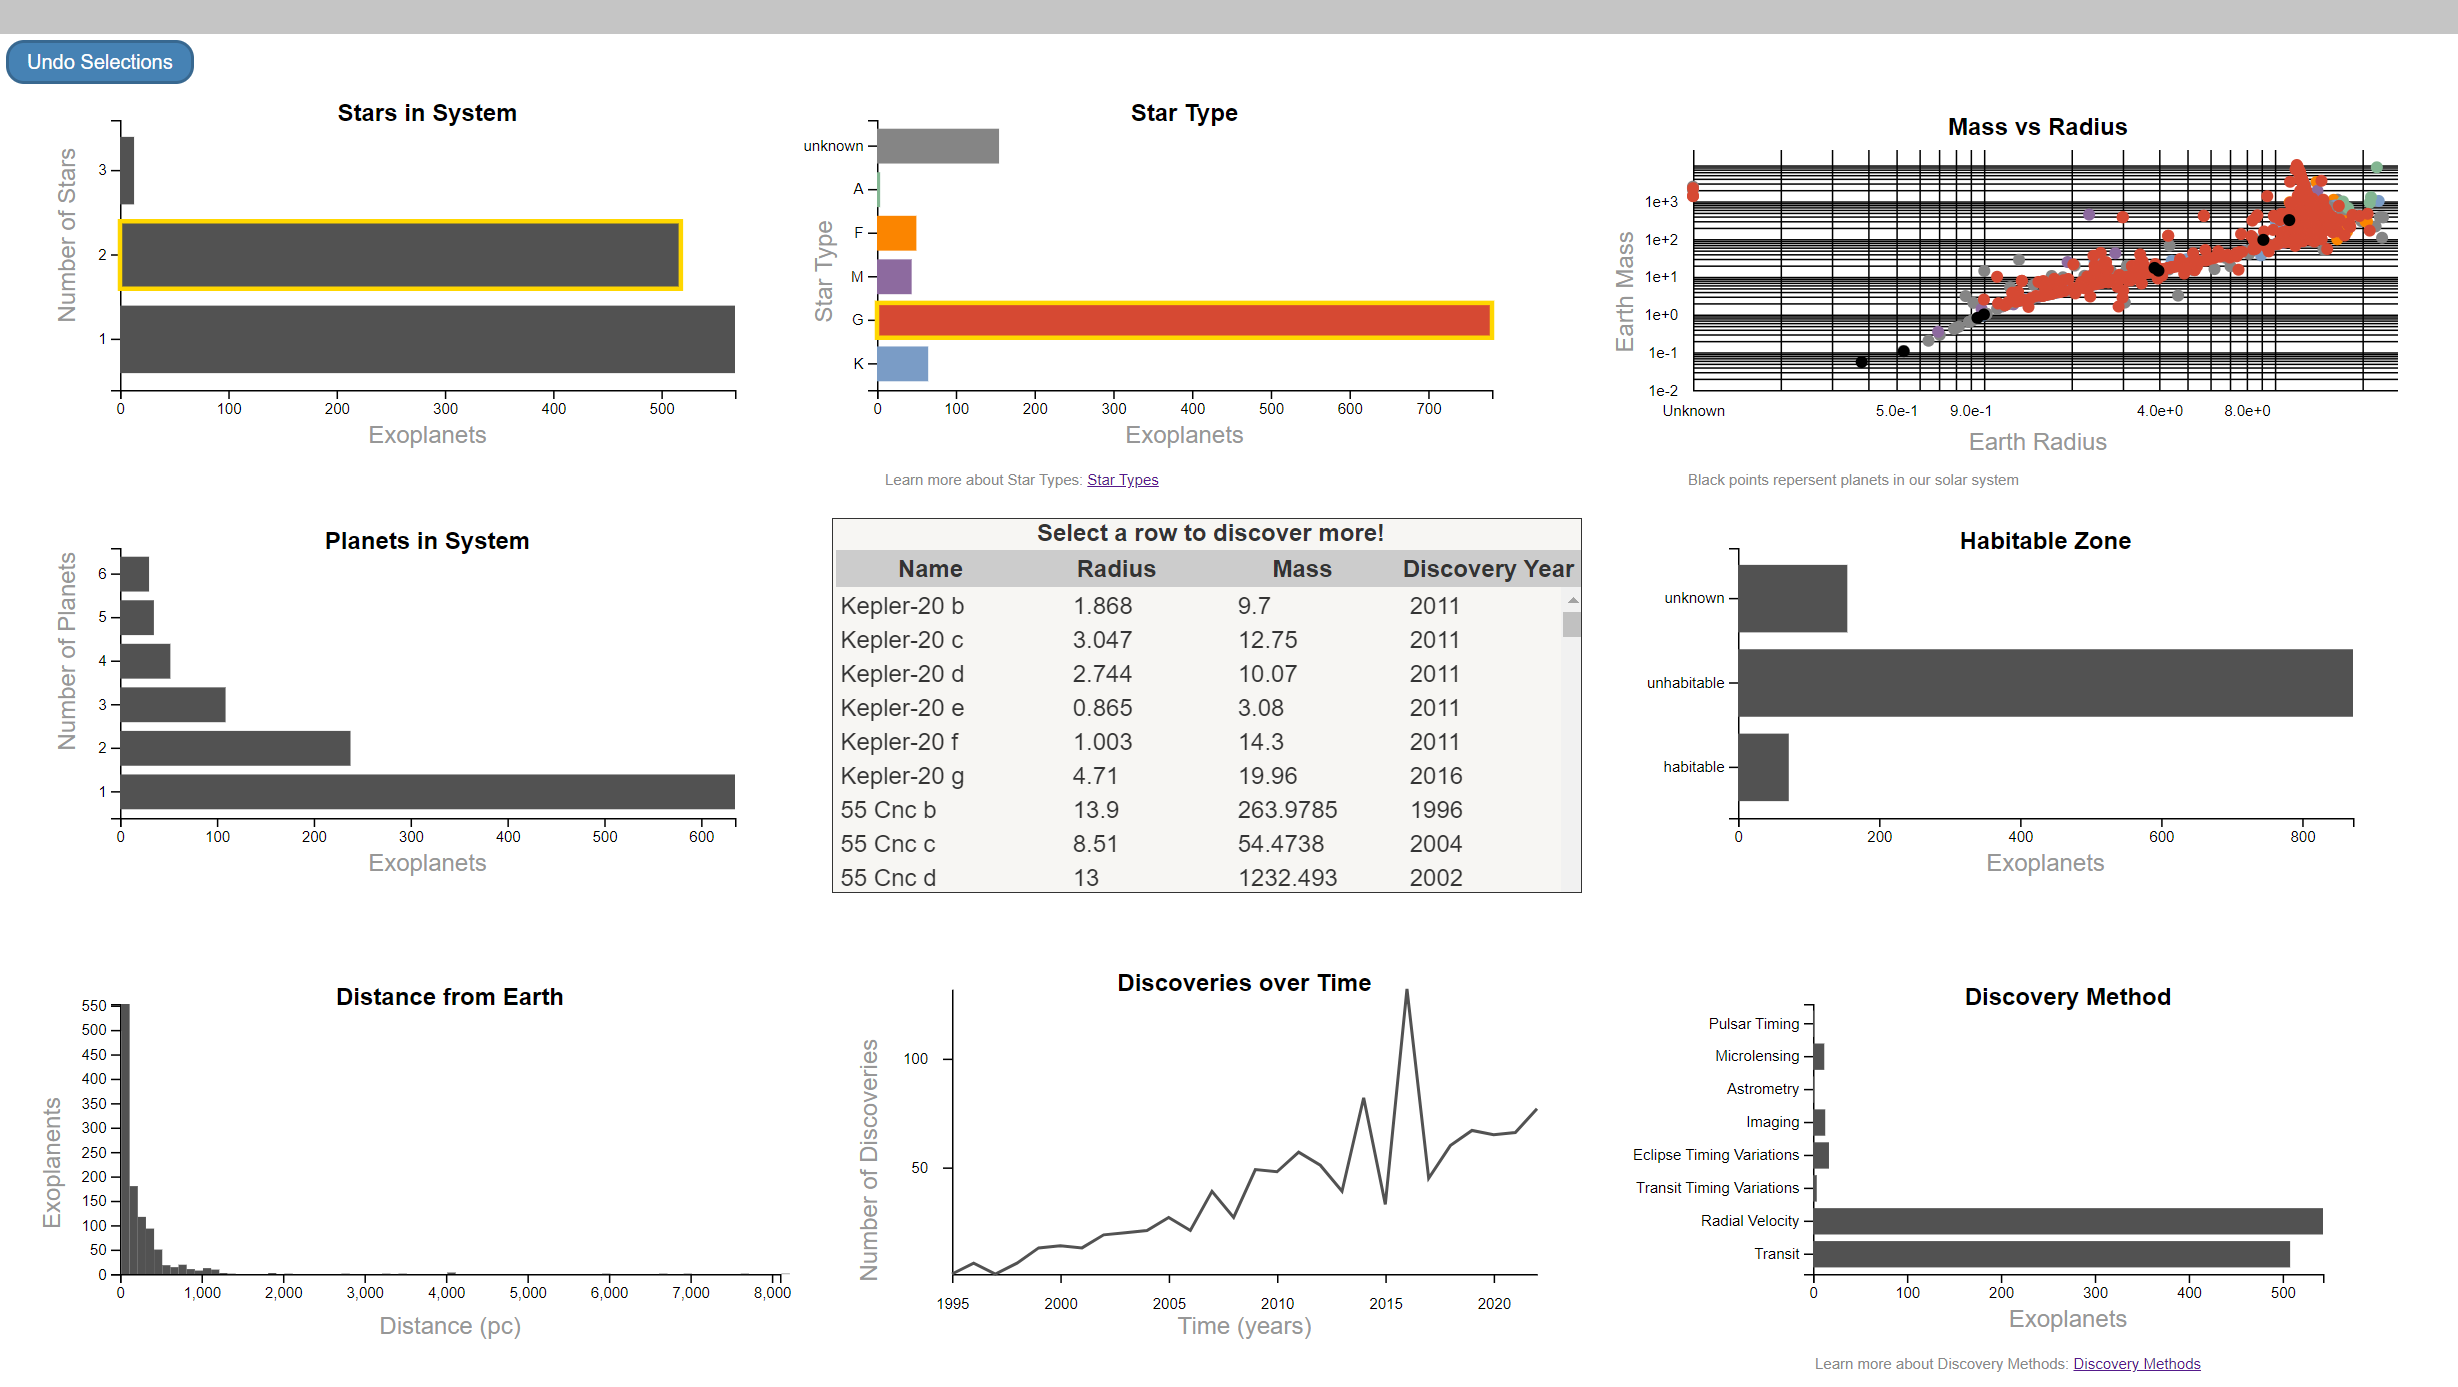 Undo Selections
Stars in System
Number of Stars
3
2
1
0 100 200 300 400 500
Exoplanets
Star Type
Star Type
unknown
A
F
M
G
K
0 100 200 300 400 500 600 700
Exoplanets
Learn more about Star Types: Star Types
Mass vs Radius
Earth Mass
1e+3
1e+2
1e+1
1e+0
1e-1
1e-2
Unknown 5.0e-1 9.0e-1 4.0e+0 8.0e+0
Earth Radius
Black points repersent planets in our solar system
Planets in System
Number of Planets
6
5
4
3
2
1
0 100 200 300 400 500 600
Exoplanets
Select a row to discover more!
Name Radius Mass Discovery Year
Kepler-20 b 1.868 9.7 2011
Kepler-20 c 3.047 12.75 2011
Kepler-20 d 2.744 10.07 2011
Kepler-20 e 0.865 3.08 2011
Kepler-20 f 1.003 14.3 2011
Kepler-20 g 4.71 19.96 2016
55 Cnc b 13.9 263.9785 1996
55 Cnc c 8.51 54.4738 2004
55 Cnc d 13 1232.493 2002
Habitable Zone
unknown
unhabitable
habitable
0 200 400 600 800
Exoplanets
Distance from Earth
Exoplanents
550
500
450
400
350
300
250
200
150
100
50
0
0 1,000 2,000 3,000 4,000 5,000 6,000 7,000 8,000
Distance (pc)
Discoveries over Time
Number of Discoveries
100
50
1995 2000 2005 2010 2015 2020
Time (years)
Discovery Method
Pulsar Timing
Microlensing
Astrometry
Imaging
Eclipse Timing Variations
Transit Timing Variations
Radial Velocity
Transit
0 100 200 300 400 500
Exoplanets
Learn more about Discovery Methods: Discovery Methods